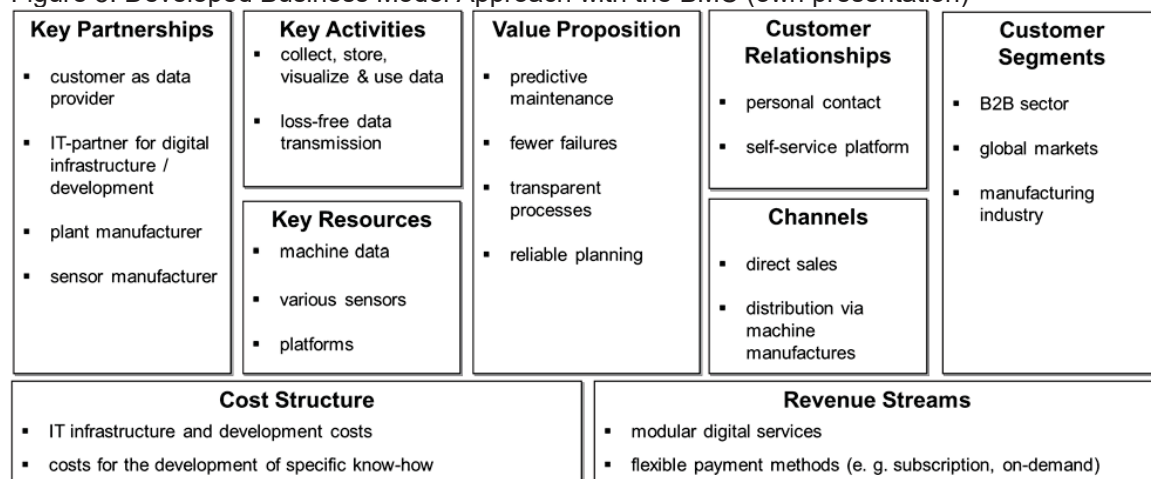 Figure 3: Developed Business Model Approach with the BMC (own presentation)
Key Partnerships
▪ customer as data
provider
▪ IT-partner for digital
infrastructure /
development
▪ plant manufacturer
▪ sensor manufacturer
Key Activities
▪ collect, store,
visualize & use data
▪ loss-free data
transmission
Key Resources
▪ machine data
▪ various sensors
▪ platforms
Value Proposition
▪ predictive
maintenance
▪ fewer failures
▪ transparent
processes
▪ reliable planning
Customer
Relationships
▪ personal contact
▪ self-service platform
Channels
▪ direct sales
▪ distribution via
machine
manufactures
Customer
Segments
▪ B2B sector
▪ global markets
▪ manufacturing
industry
Cost Structure
▪ IT infrastructure and development costs
▪ costs for the development of specific know-how
Revenue Streams
▪ modular digital services
▪ flexible payment methods (e. g. subscription, on-demand)